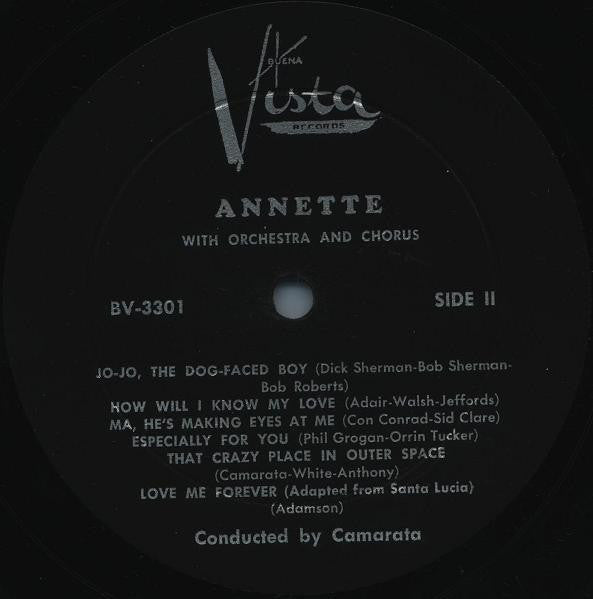 BUENA
Vista
RECORDS
ANNETTE
WITH ORCHESTRA AND CHORUS
BV-3301
SIDE II
JO-JO, THE DOG-FACED BOY (Dick Sherman-Bob Sherman-
Bob Roberts)
HOW WILL I KNOW MY LOVE (Adair-Walsh-Jeffords)
MA, HE'S MAKING EYES AT ME (Con Conrad-Sid Clare)
ESPECIALLY FOR YOU (Phil Grogan-Orrin Tucker)
THAT CRAZY PLACE IN OUTER SPACE
(Camarata-White-Anthony)
LOVE ME FOREVER (Adapted from Santa Lucia)
(Adamson)
Conducted by Camarata